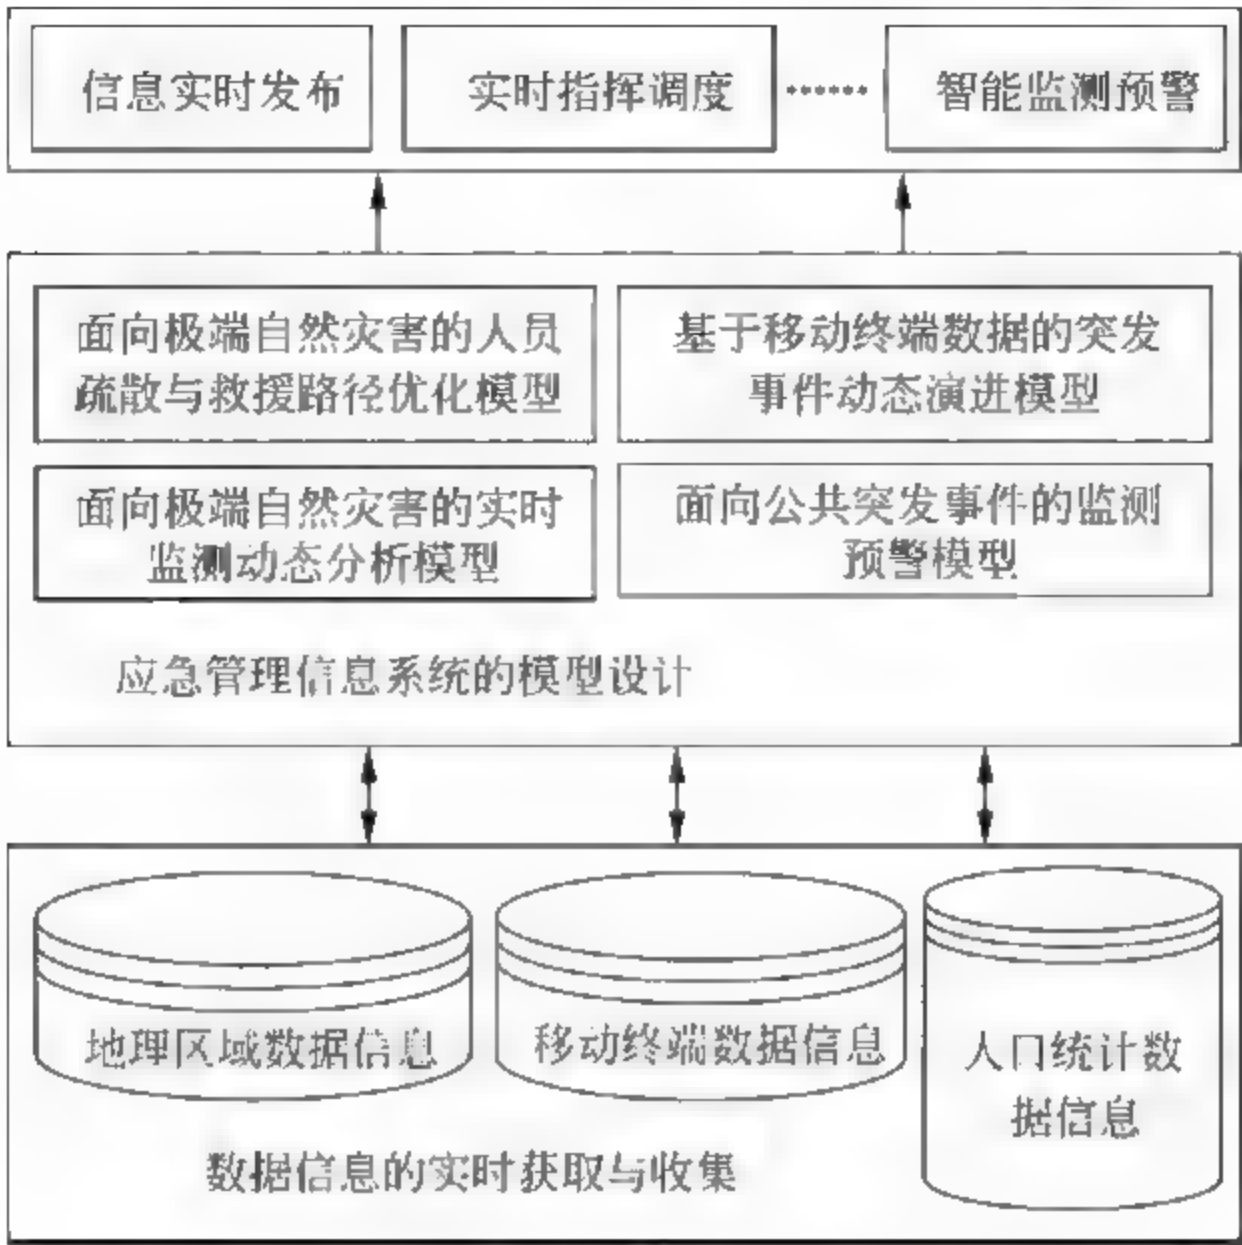 信息实时发布
实时指挥调度
……
智能监测预警
面向极端自然灾害的人员
疏散与救援路径优化模型
基于移动终端数据的突发
事件动态演进模型
面向极端自然灾害的实时
监测动态分析模型
面向公共突发事件的监测
预警模型
应急管理信息系统的模型设计
地理区域数据信息
移动终端数据信息
人口统计数
据信息
数据信息的实时获取与收集